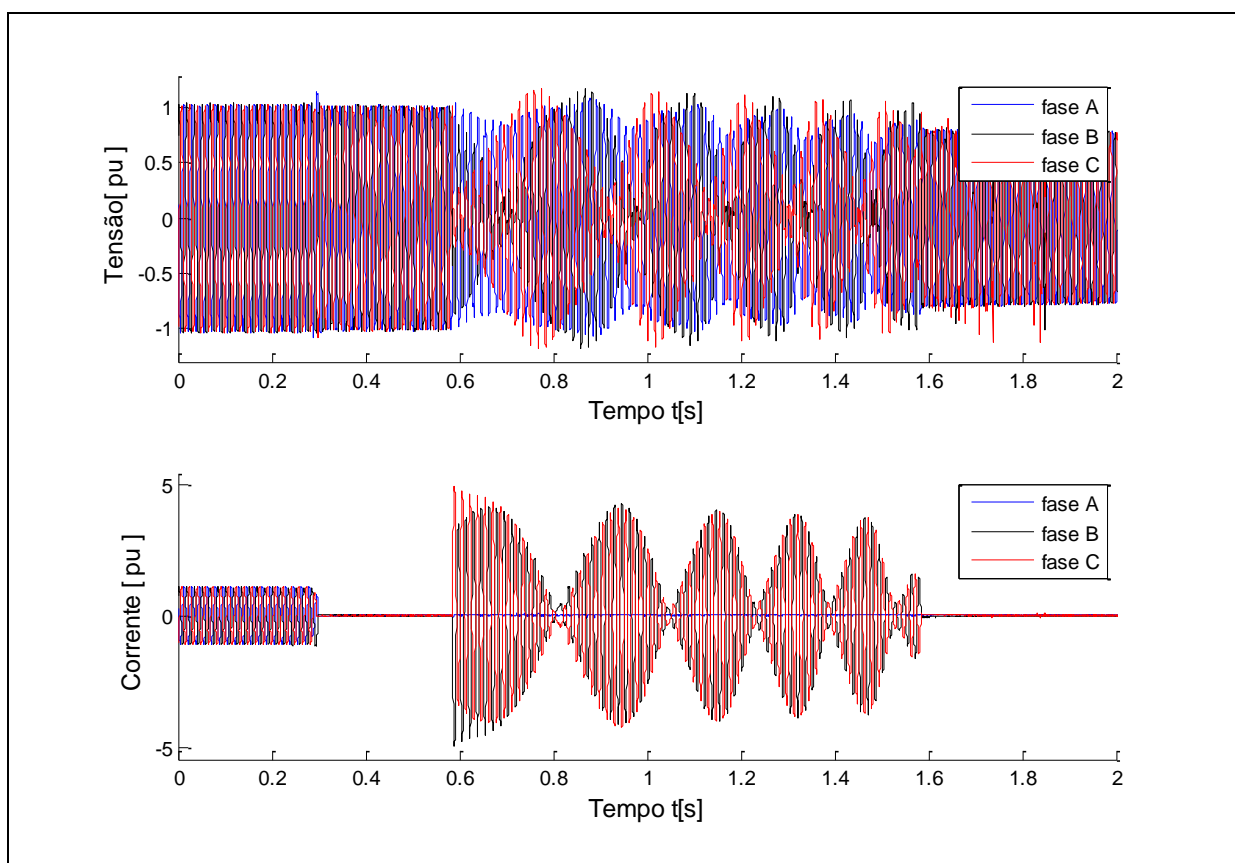 1
0.5
0
-0.5
-1
Tensão[ pu ]
fase A
fase B
fase C
0 0.2 0.4 0.6 0.8 1 1.2 1.4 1.6 1.8 2
Tempo t[s]
5
0
-5
Corrente [ pu ]
fase A
fase B
fase C
0 0.2 0.4 0.6 0.8 1 1.2 1.4 1.6 1.8 2
Tempo t[s]